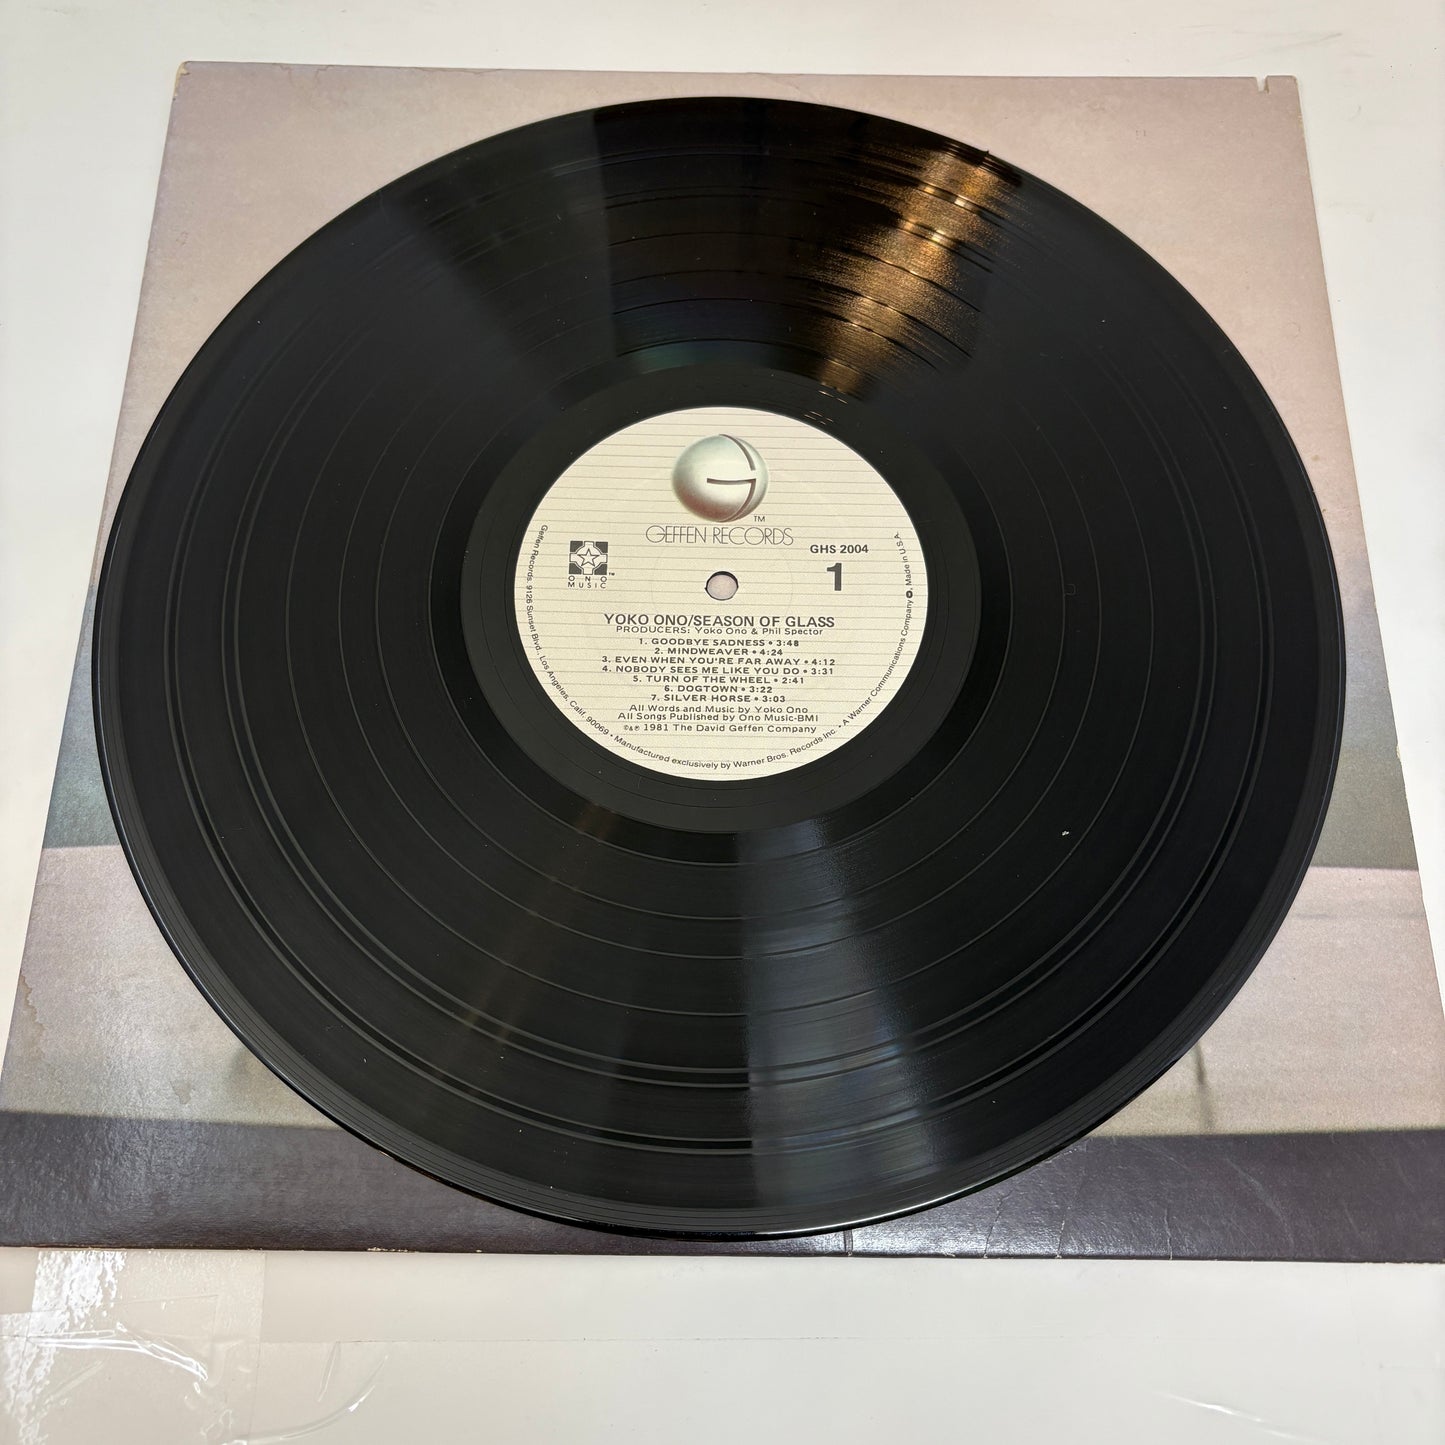 GEFFEN RECORDS TM
GHS 2004
1
ONO
MUSIC TM
YOKO ONO/SEASON OF GLASS
PRODUCERS: Yoko Ono & Phil Spector
1. GOODBYE SADNESS • 3:48
2. MINDWEAVER • 4:24
3. EVEN WHEN YOU'RE FAR AWAY • 4:12
4. NOBODY SEES ME LIKE YOU DO • 3:31
5. TURN OF THE WHEEL • 2:41
6. DOGTOWN • 3:22
7. SILVER HORSE • 3:03
All Words and Music by Yoko Ono
All Songs Published by Ono Music-BMI
©&℗ 1981 The David Geffen Company
Geffen Records, 9126 Sunset Blvd., Los Angeles, Calif. 90069 • Manufactured exclusively by Warner Bros. Records Inc. • A Warner Communications Company. Made in U.S.A.